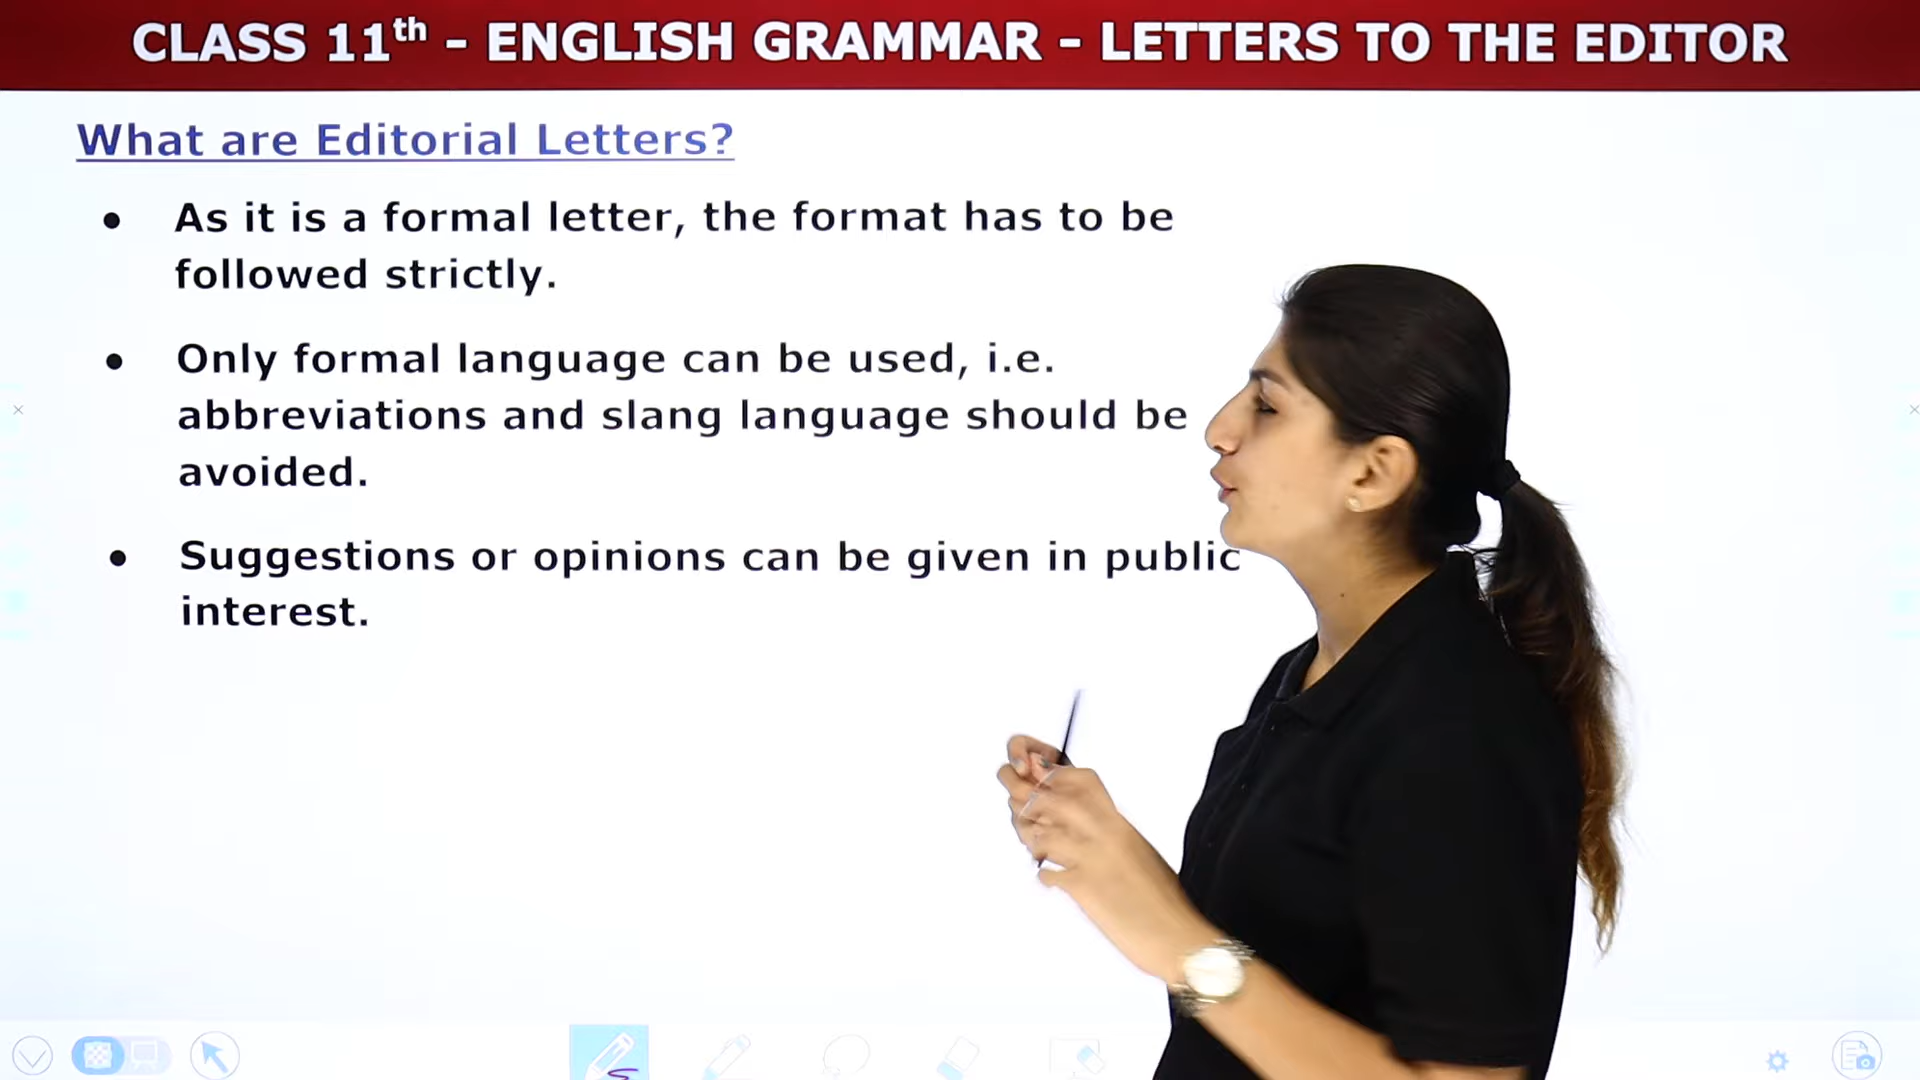 CLASS 11th - ENGLISH GRAMMAR - LETTERS TO THE EDITOR
What are Editorial Letters?
• As it is a formal letter, the format has to be
followed strictly.
• Only formal language can be used, i.e.
abbreviations and slang language should be
avoided.
• Suggestions or opinions can be given in public
interest.